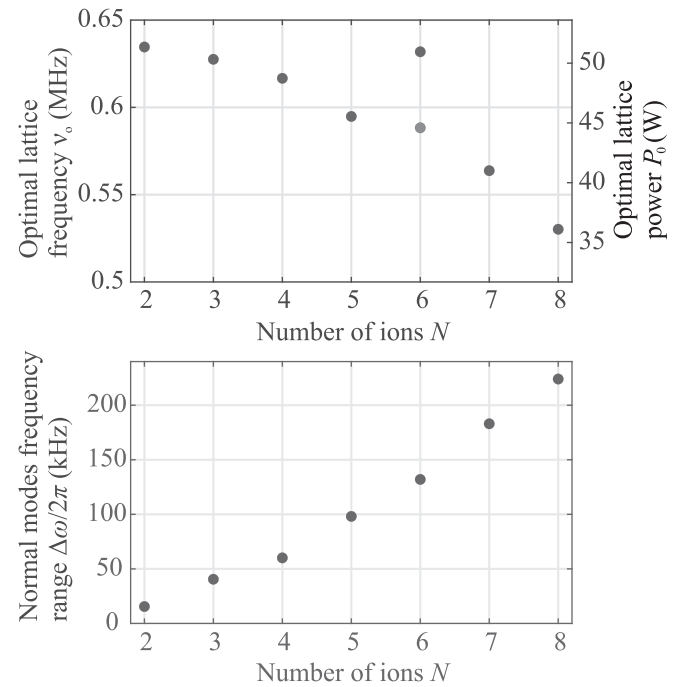 0.65
0.6
0.55
0.5
Optimal lattice
frequency νₒ (MHz)
50
45
40
35
Optimal lattice
power P₀ (W)
2 3 4 5 6 7 8
Number of ions N
200
150
100
50
0
Normal modes frequency
range Δω/2π (kHz)
2 3 4 5 6 7 8
Number of ions N